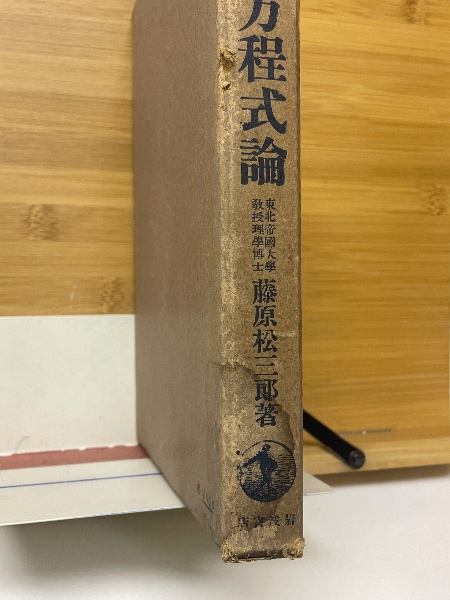 方程式論
東北帝國大學
教授理學博士
藤原松三郎著
店書波岩